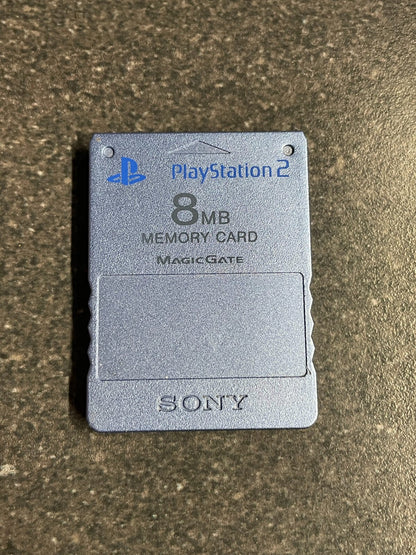 PlayStation 2
8MB
MEMORY CARD
MAGICGATE
SONY